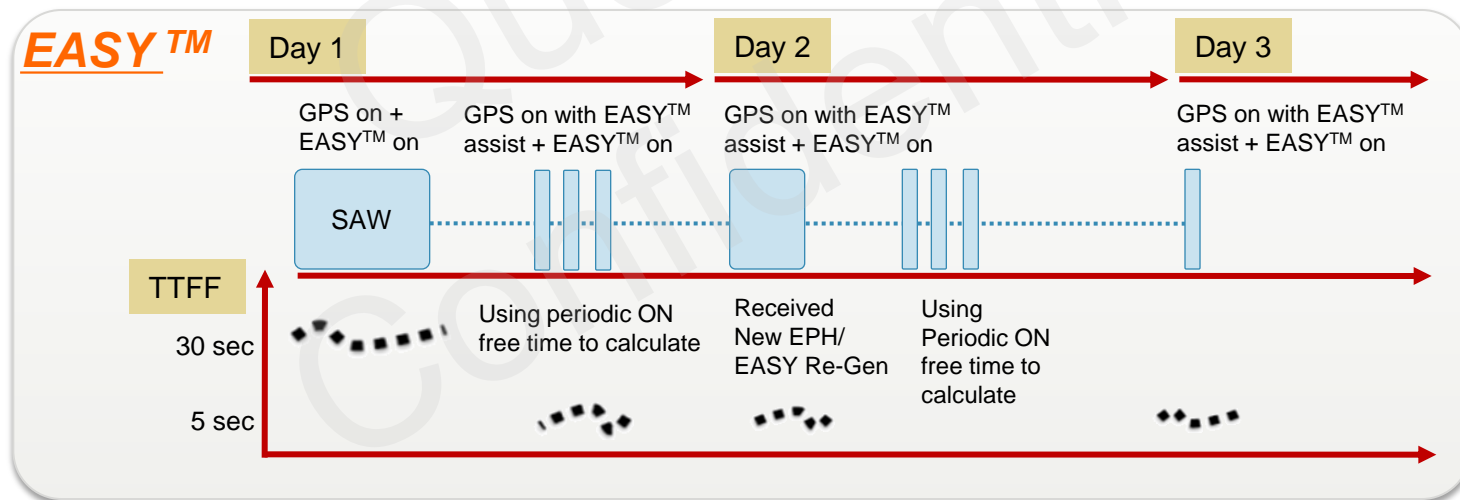 EASY TM
Day 1
Day 2
Day 3
GPS on +
EASYTM on
GPS on with EASYTM
assist + EASYTM on
GPS on with EASYTM
assist + EASYTM on
GPS on with EASYTM
assist + EASYTM on
SAW
TTFF
30 sec
5 sec
Using periodic ON
free time to calculate
Received
New EPH/
EASY Re-Gen
Using
Periodic ON
free time to
calculate